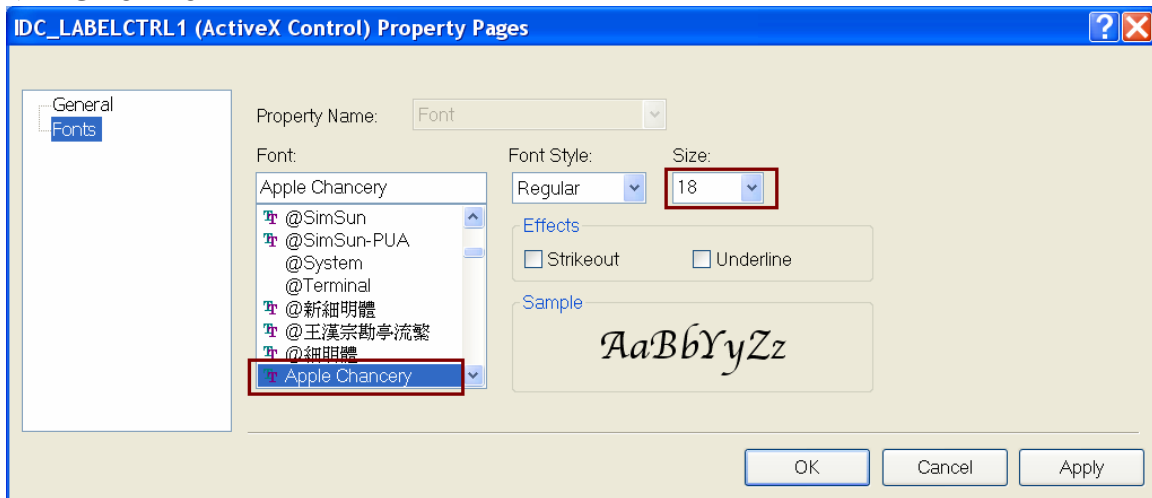 IDC_LABELCTRL1 (ActiveX Control) Property Pages
General
Fonts
Property Name: Font
Font: Font Style: Size:
Apple Chancery Regular 18
@SimSun
@SimSun-PUA
@System
@Terminal
@新細明體
@王漢宗勘亭流繁
@細明體
Apple Chancery
Effects
Strikeout Underline
Sample
AaBbYyZz
OK Cancel Apply